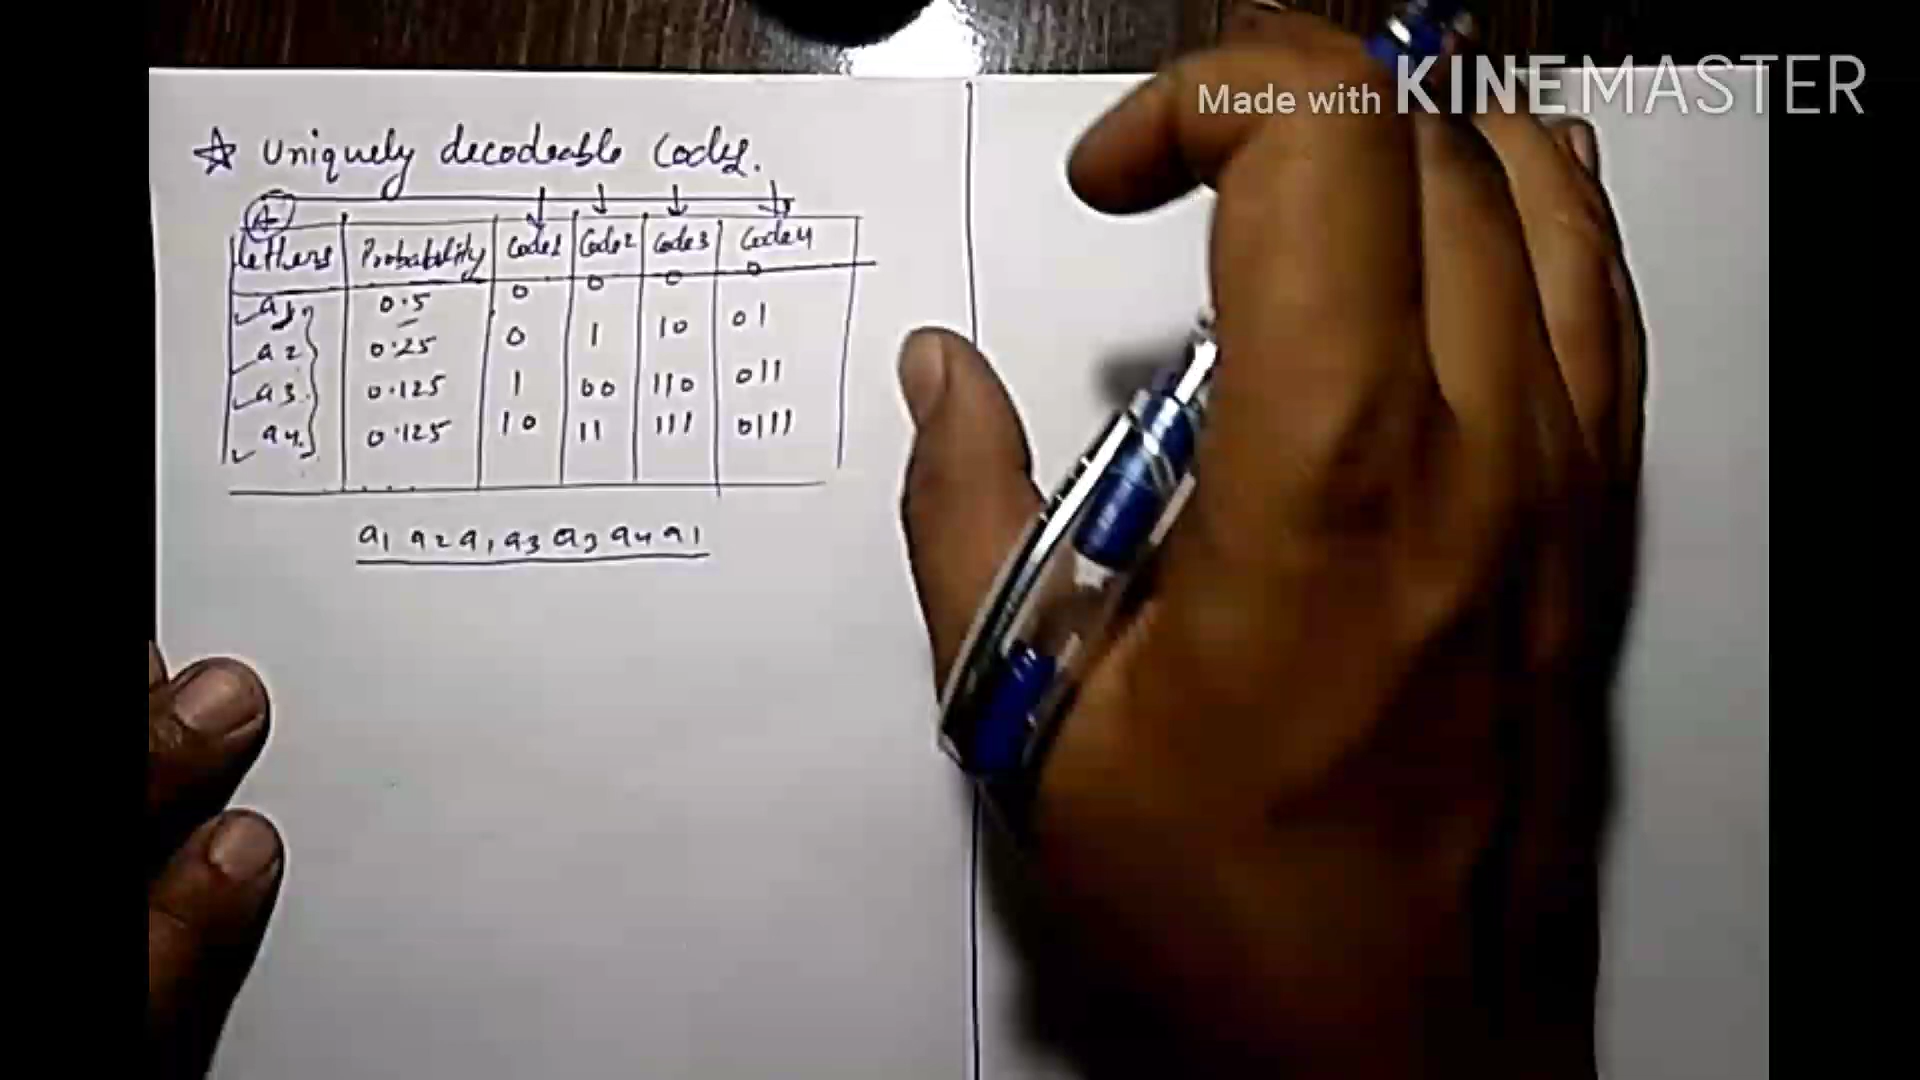 Made with KINEMASTER
☆ Uniquely decodeable Codes.
A
letters Probability Code1 Code2 Code3 Code4
a1 0.5 0 0 0 0
a2 0.25 0 1 10 01
a3 0.125 1 00 110 011
a4 0.125 10 11 111 0111
a1 a2 a1 a3 a3 a4 a1